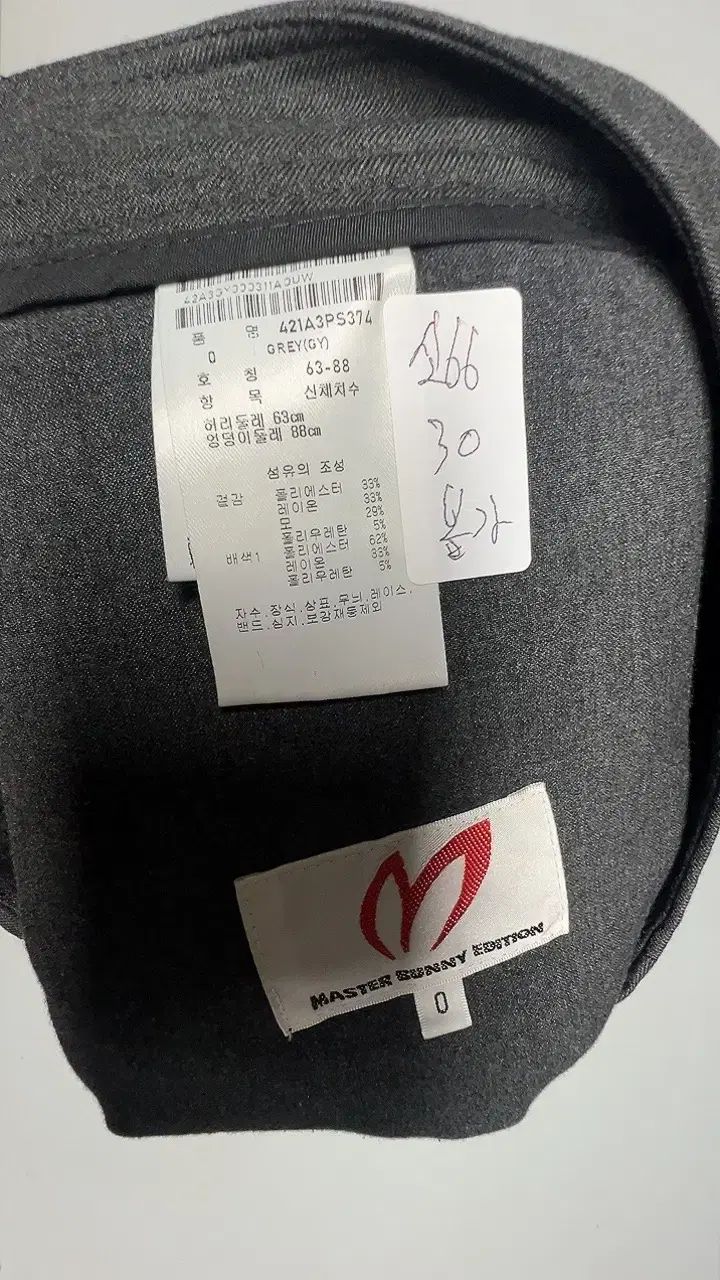 421A3PS374
품 명
0 GREY(GY)
호 칭 63-88
항 목 신체치수
허리둘레 63cm
엉덩이둘레 88cm
섬유의 조성
겉감 폴리에스터 33%
레이온 33%
모 29%
폴리우레탄 5%
배색1 폴리에스터 62%
레이온 33%
폴리우레탄 5%
자수.장식.상표.무늬.레이스.
밴드.심지.보강재등제외
66
30
봄가
MASTER BUNNY EDITION
0